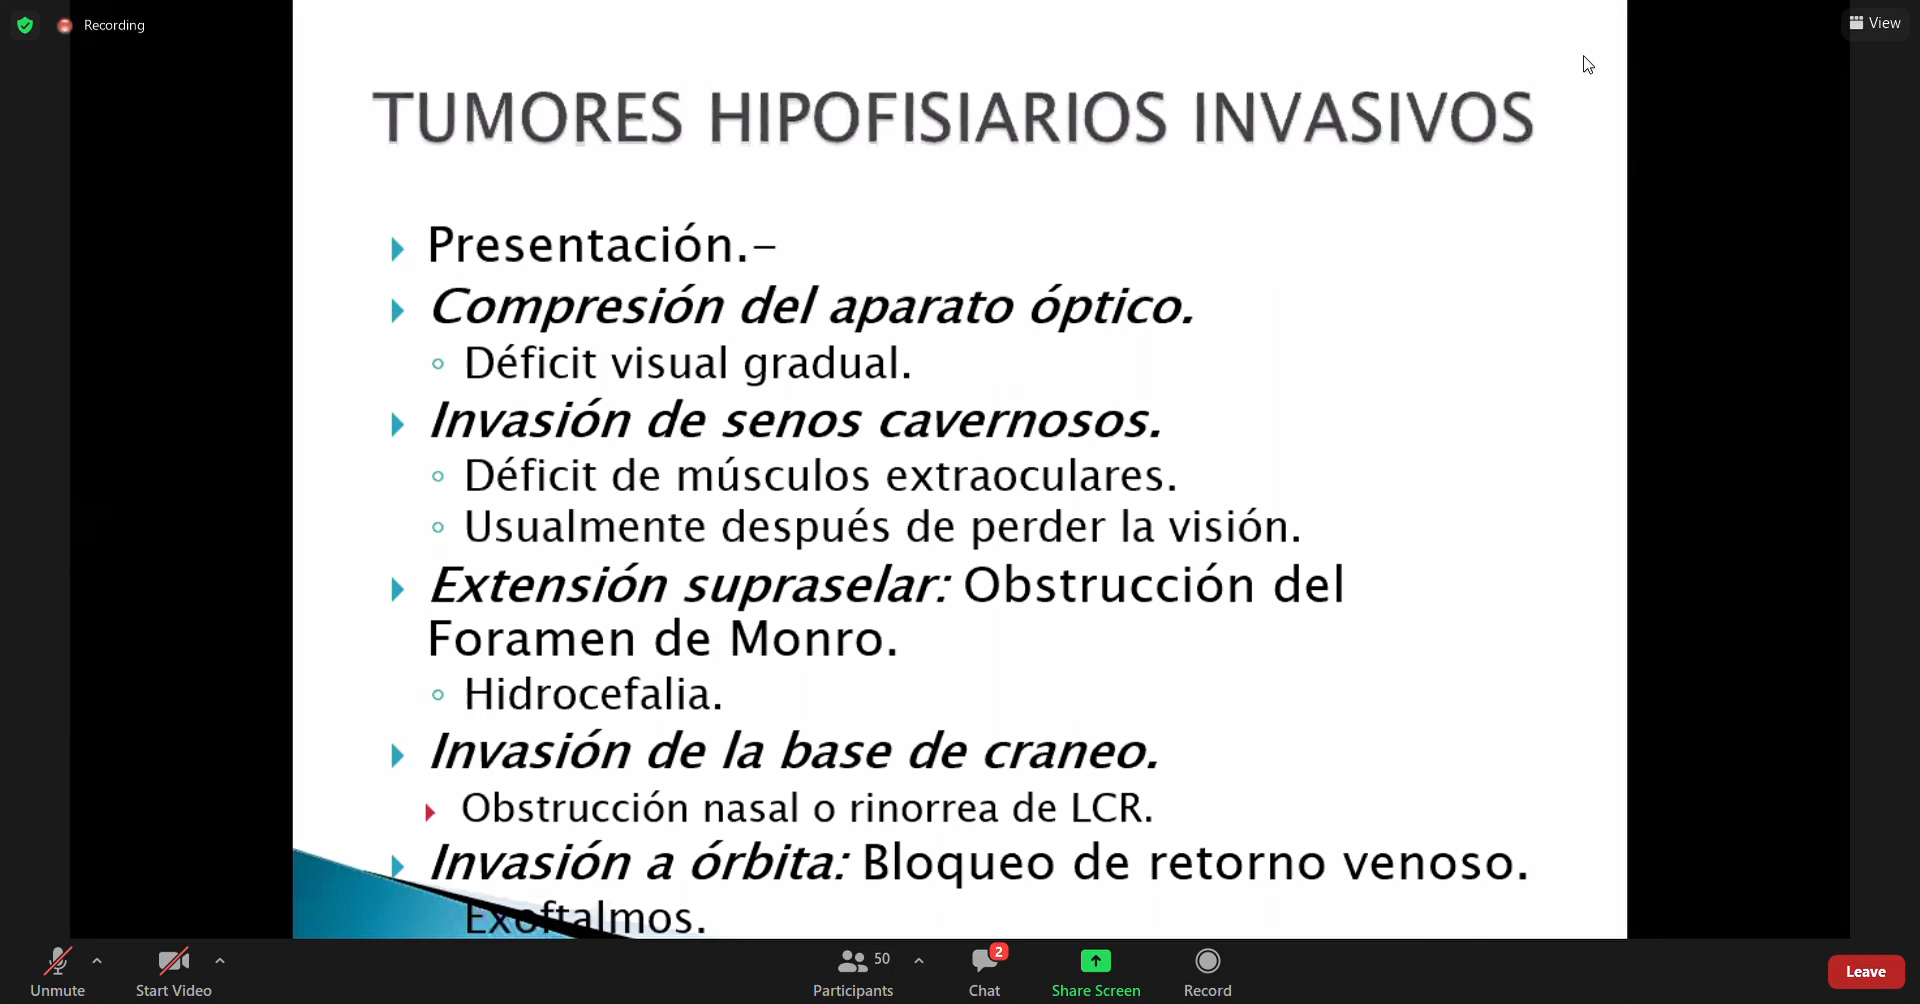 Recording
View
TUMORES HIPOFISIARIOS INVASIVOS
Presentación.-
Compresión del aparato óptico.
Déficit visual gradual.
Invasión de senos cavernosos.
Déficit de músculos extraoculares.
Usualmente después de perder la visión.
Extensión supraselar: Obstrucción del
Foramen de Monro.
Hidrocefalia.
Invasión de la base de craneo.
Obstrucción nasal o rinorrea de LCR.
Invasión a órbita: Bloqueo de retorno venoso.
Exoftalmos.
Unmute
Start Video
50
Participants
2
Chat
Share Screen
Record
Leave